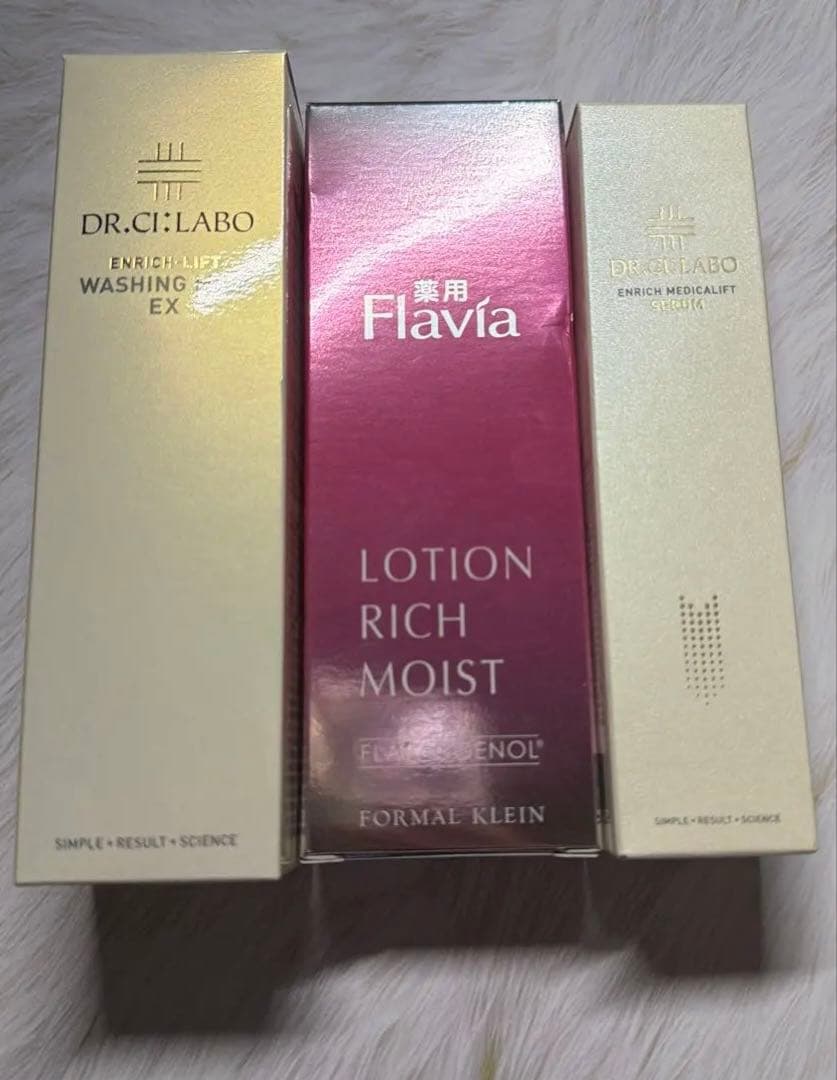 DR.CI:LABO
ENRICH-LIFT
WASHING
EX
SIMPLE+RESULT+SCIENCE
薬用
Flavía
LOTION
RICH
MOIST
FORMAL KLEIN
DR.CI:LABO
ENRICH MEDICALIFT
SERUM
SIMPLE+RESULT+SCIENCE